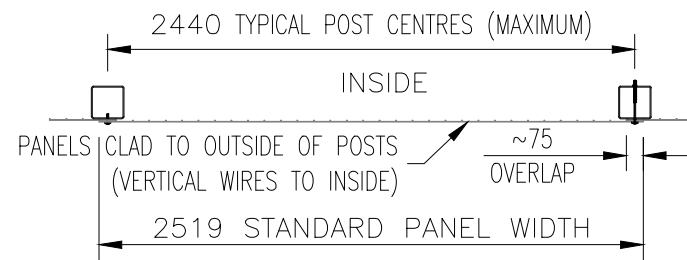 2440 TYPICAL POST CENTRES (MAXIMUM)
INSIDE
PANELS CLAD TO OUTSIDE OF POSTS
(VERTICAL WIRES TO INSIDE)
~75
OVERLAP
2519 STANDARD PANEL WIDTH